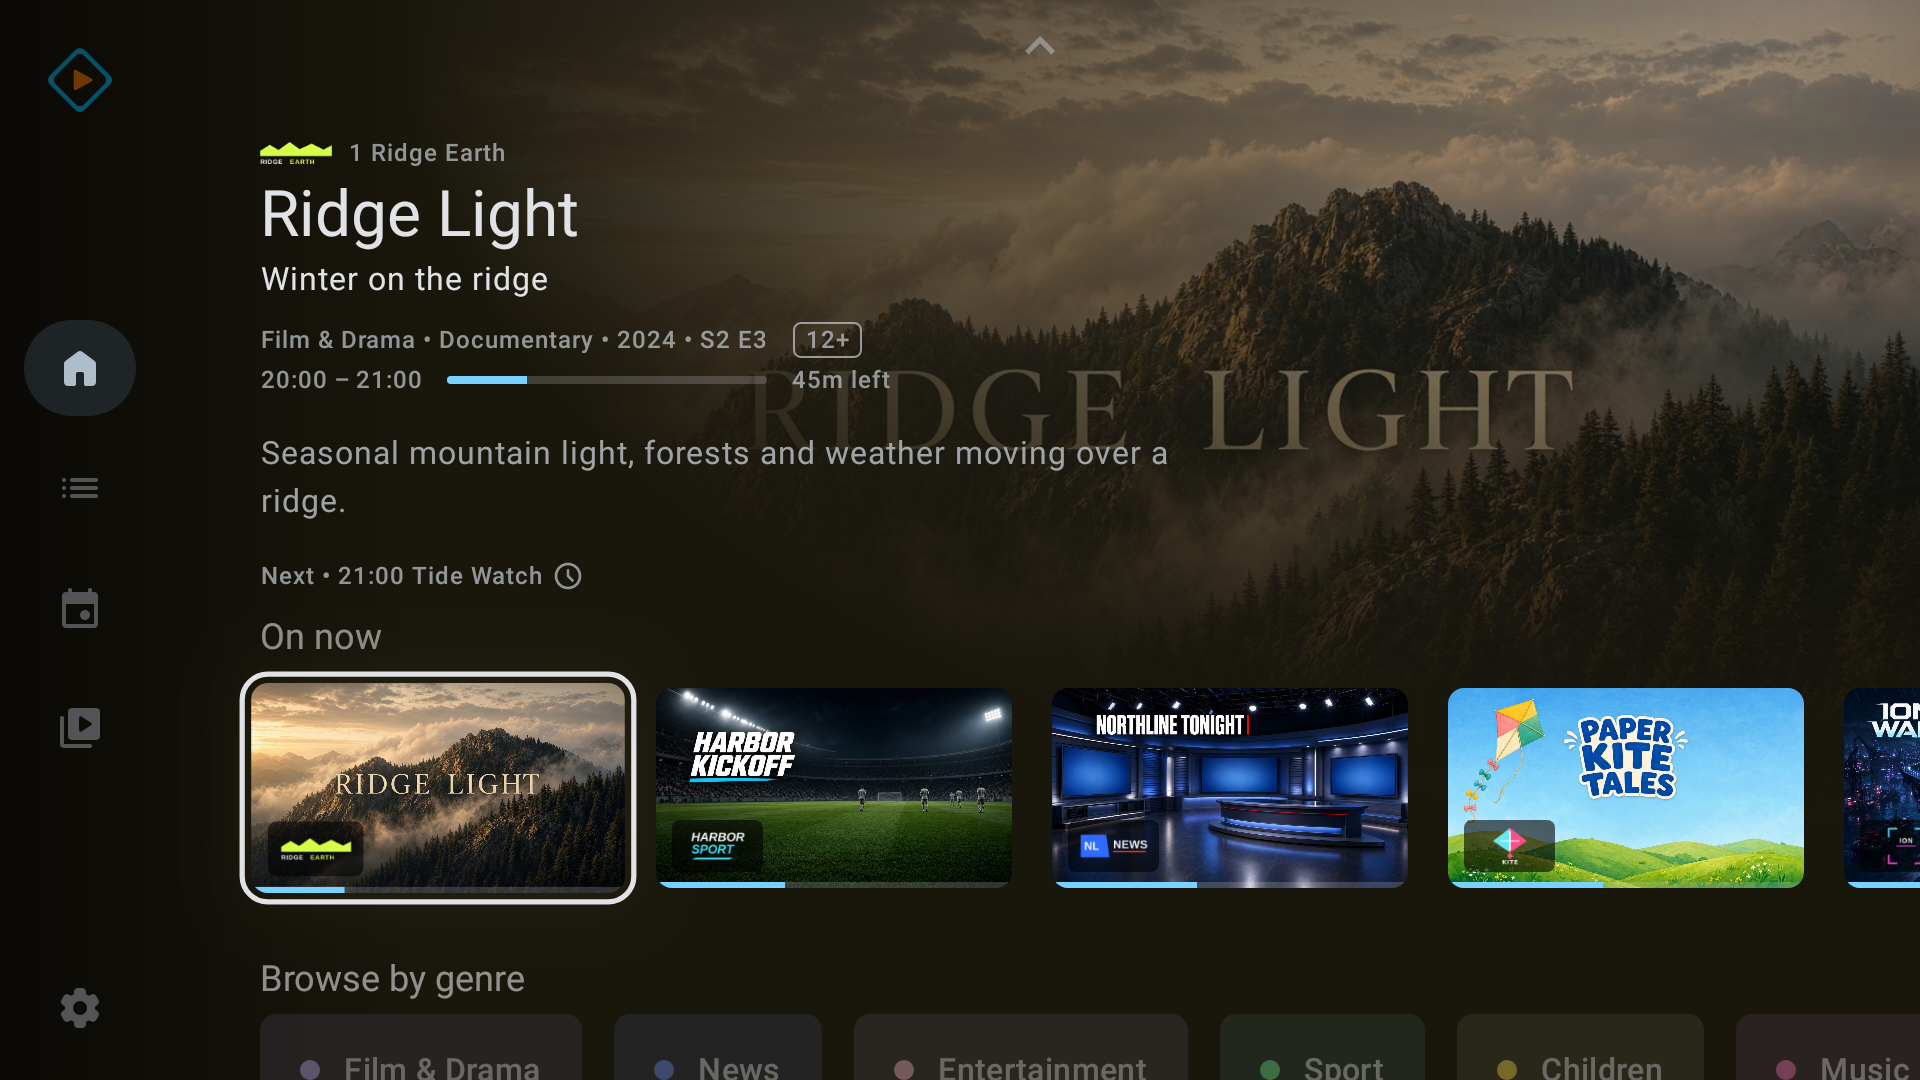 RIDGE EARTH
1 Ridge Earth
Ridge Light
Winter on the ridge
Film & Drama • Documentary • 2024 • S2 E3
12+
20:00 – 21:00
45m left
RIDGE LIGHT
Seasonal mountain light, forests and weather moving over a
ridge.
Next • 21:00 Tide Watch
On now
RIDGE LIGHT
RIDGE EARTH
HARBOR
KICKOFF
HARBOR
SPORT
NORTHLINE TONIGHT
NL NEWS
PAPER
KITE
TALES
KITE
ION
Browse by genre
Film & Drama
News
Entertainment
Sport
Children
Music